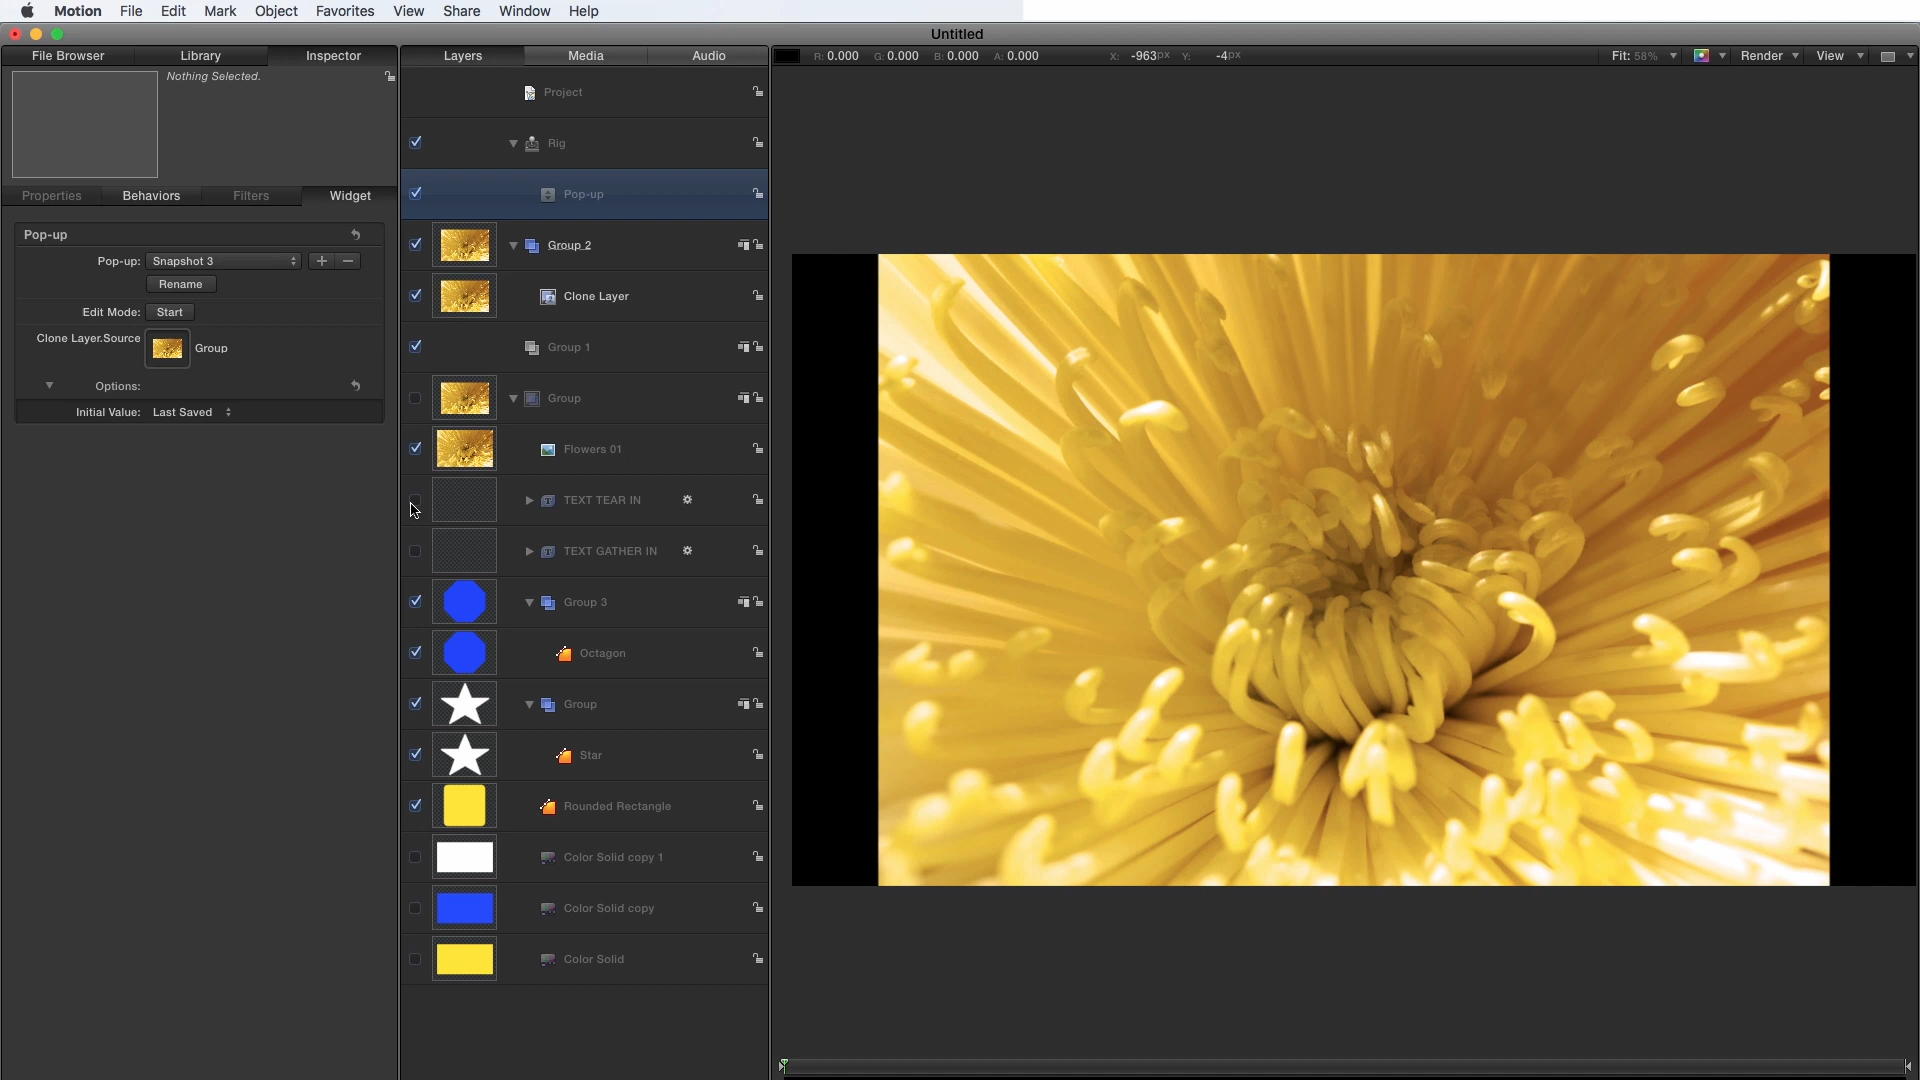 Motion File Edit Mark Object Favorites View Share Window Help
Untitled
File Browser Library Inspector
Layers Media Audio
R: 0.000 G: 0.000 B: 0.000 A: 0.000 X: -963px Y: -4px
Fit: 58% Render View
Nothing Selected.
Properties Behaviors Filters Widget
Pop-up
Pop-up: Snapshot 3
Rename
Edit Mode: Start
Clone Layer.Source Group
Options:
Initial Value: Last Saved
Project
Rig
Pop-up
Group 2
Clone Layer
Group 1
Group
Flowers 01
TEXT TEAR IN
TEXT GATHER IN
Group 3
Octagon
Group
Star
Rounded Rectangle
Color Solid copy 1
Color Solid copy
Color Solid